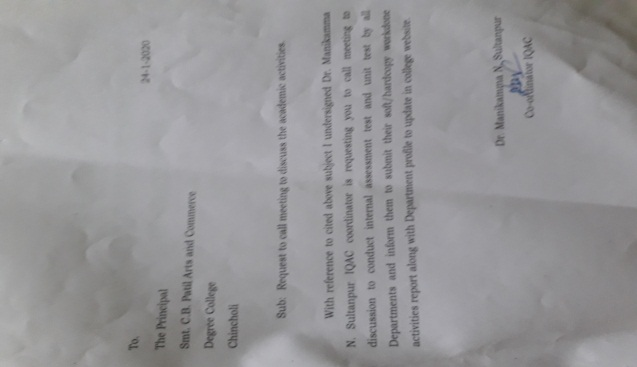 24-1-2020
To,
The Principal
Smt. C.B. Patil Arts and Commerce
Degree College
Chincholi
Sub: Request to call meeting to discuss the academic activities.
With reference to cited above subject I undersigned Dr. Manikamma
N. Sultanpur IQAC coordinator is requesting you to call meeting to
discussion to conduct internal assessment test and unit test by all
Departments and inform them to submit their soft/hardcopy workdone
activities report along with Department profile to update in college website.
Dr Manikamma N. Sultanpur
Co-ordinator IQAC